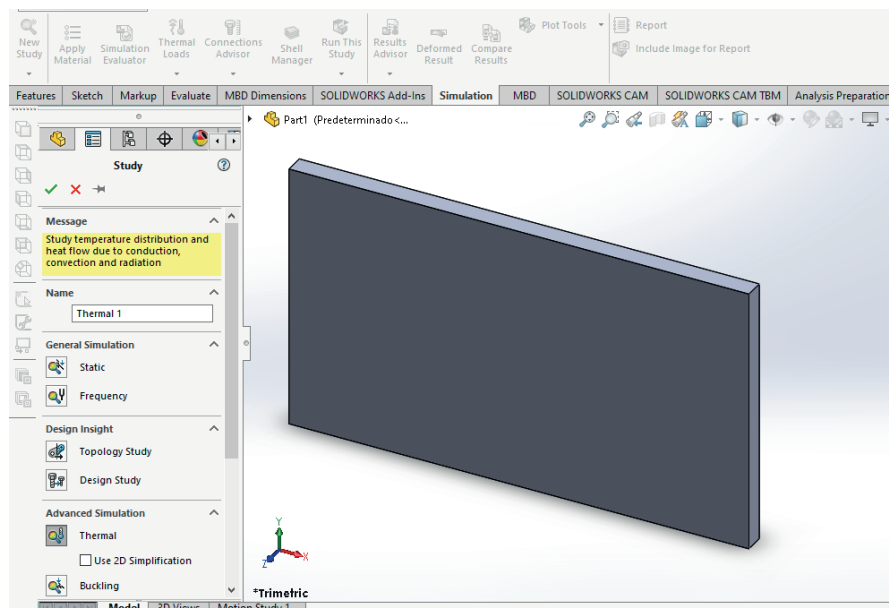 New Study
Apply Material
Simulation Evaluator
Thermal Loads
Connections Advisor
Shell Manager
Run This Study
Results Advisor
Deformed Result
Compare Results
Plot Tools
Report
Include Image for Report
Features Sketch Markup Evaluate MBD Dimensions SOLIDWORKS Add-Ins Simulation MBD SOLIDWORKS CAM SOLIDWORKS CAM TBM Analysis Preparation
Part1 (Predeterminado<...
Study
Message
Study temperature distribution and
heat flow due to conduction,
convection and radiation
Name
Thermal 1
General Simulation
Static
Frequency
Design Insight
Topology Study
Design Study
Advanced Simulation
Thermal
Use 2D Simplification
Buckling
Y
X
Z
*Trimetric
Model 3D Views Motion Study 1